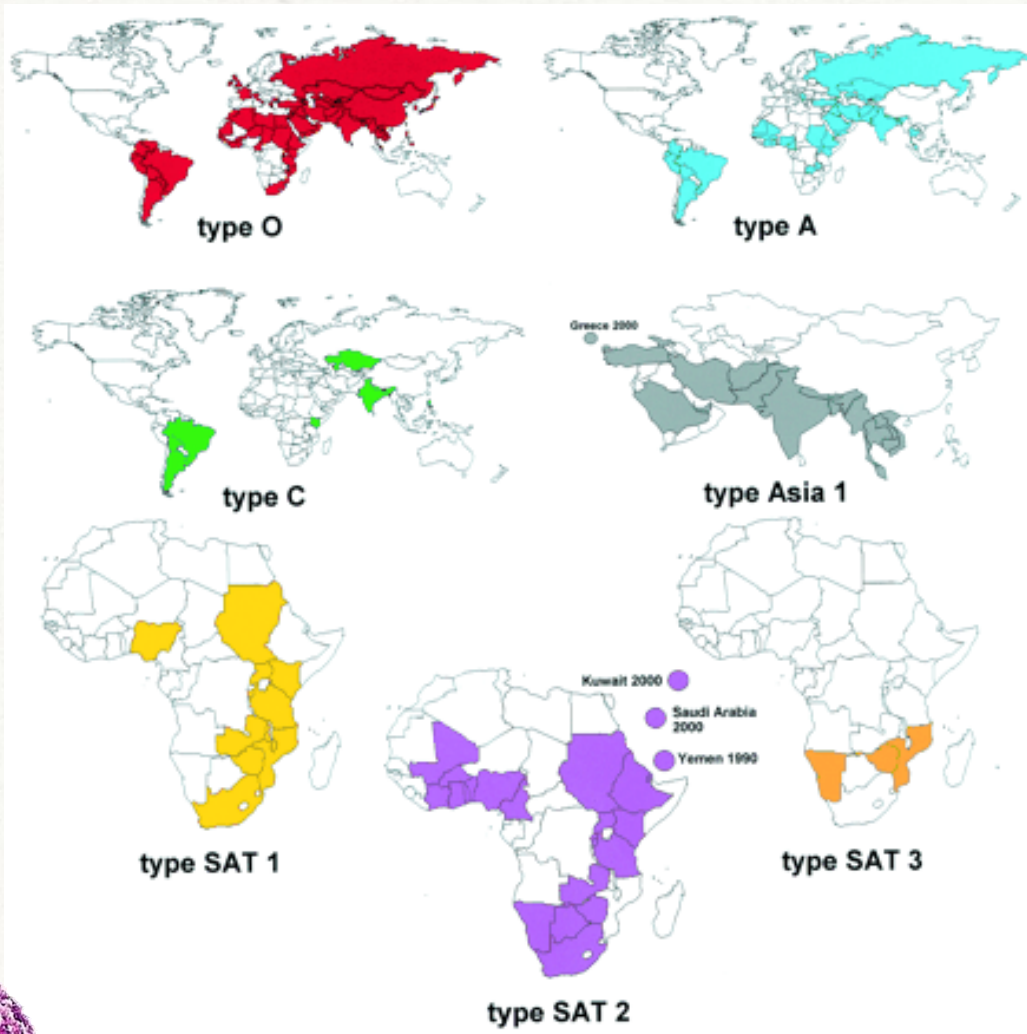 type O
type A
Greece 2000
type C
type Asia 1
Kuwait 2000
Saudi Arabia
2000
Yemen 1990
type SAT 1
type SAT 3
type SAT 2